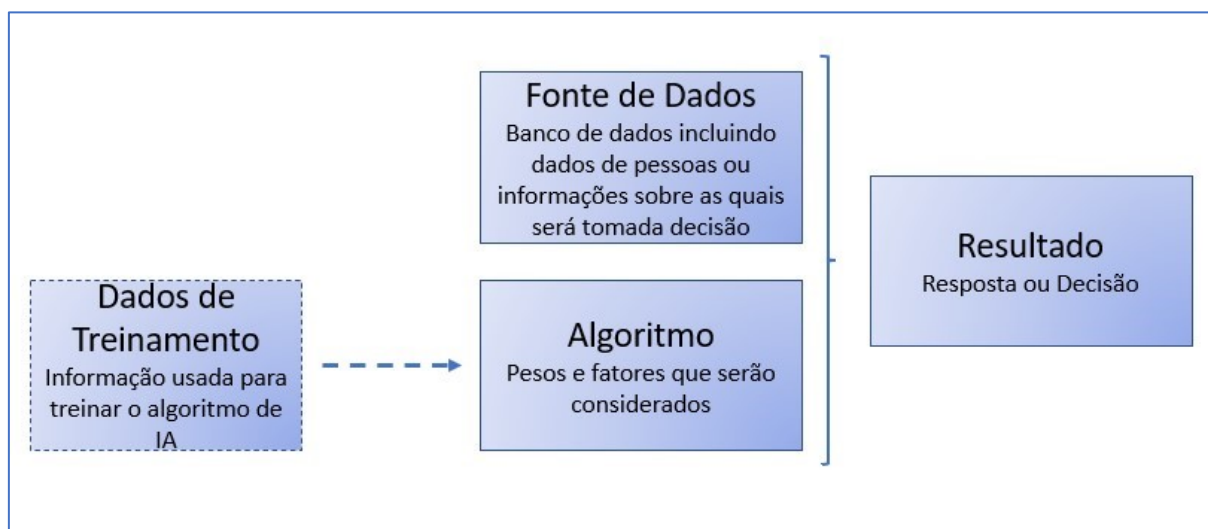 Fonte de Dados
Banco de dados incluindo
dados de pessoas ou
informações sobre as quais
será tomada decisão
Resultado
Resposta ou Decisão
Dados de
Treinamento
Informação usada para
treinar o algoritmo de
IA
Algoritmo
Pesos e fatores que serão
considerados